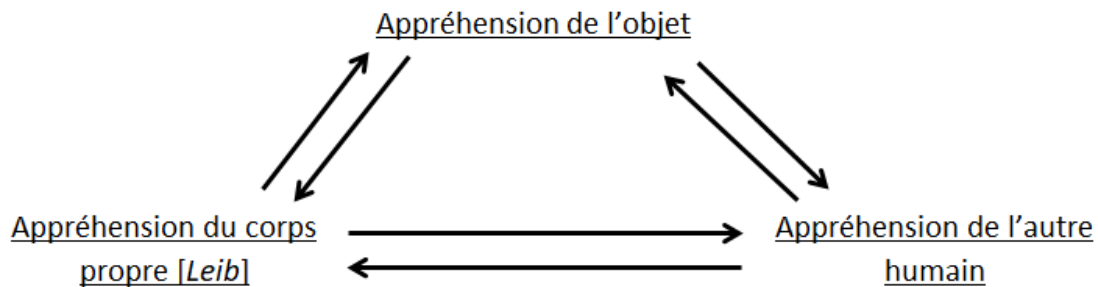 Appréhension de l’objet
Appréhension du corps
propre [Leib]
Appréhension de l’autre
humain